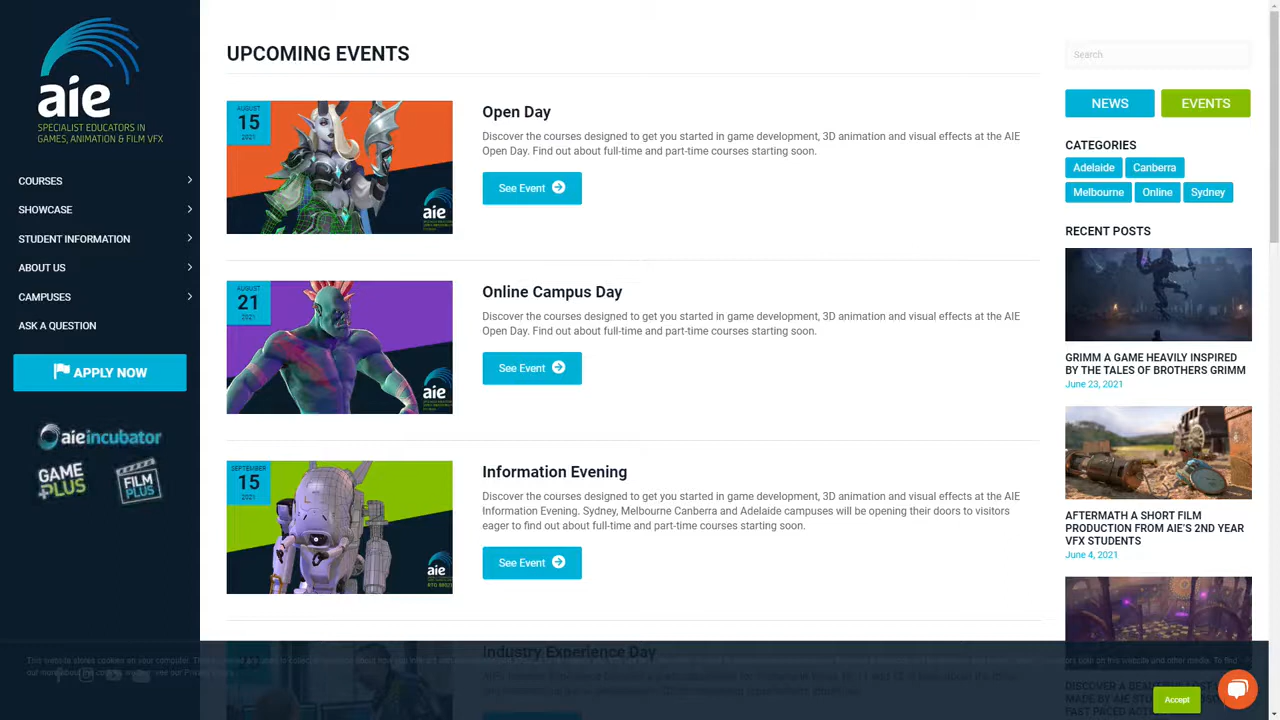 aie
SPECIALIST EDUCATORS IN
GAMES, ANIMATION & FILM VFX
COURSES
SHOWCASE
STUDENT INFORMATION
ABOUT US
CAMPUSES
ASK A QUESTION
APPLY NOW
aieincubator
GAME PLUS
FILM PLUS
UPCOMING EVENTS
AUGUST
15
2021
aie
Open Day
Discover the courses designed to get you started in game development, 3D animation and visual effects at the AIE
Open Day. Find out about full-time and part-time courses starting soon.
See Event
AUGUST
21
2021
aie
Online Campus Day
Discover the courses designed to get you started in game development, 3D animation and visual effects at the AIE
Open Day. Find out about full-time and part-time courses starting soon.
See Event
SEPTEMBER
15
2021
aie
Information Evening
Discover the courses designed to get you started in game development, 3D animation and visual effects at the AIE
Information Evening. Sydney, Melbourne Canberra and Adelaide campuses will be opening their doors to visitors
eager to find out about full-time and part-time courses starting soon.
See Event
Industry Experience Day
Search
NEWS
EVENTS
CATEGORIES
Adelaide
Canberra
Melbourne
Online
Sydney
RECENT POSTS
GRIMM A GAME HEAVILY INSPIRED
BY THE TALES OF BROTHERS GRIMM
June 23, 2021
AFTERMATH A SHORT FILM
PRODUCTION FROM AIE'S 2ND YEAR
VFX STUDENTS
June 4, 2021
This website stores cookies on your computer.
Accept